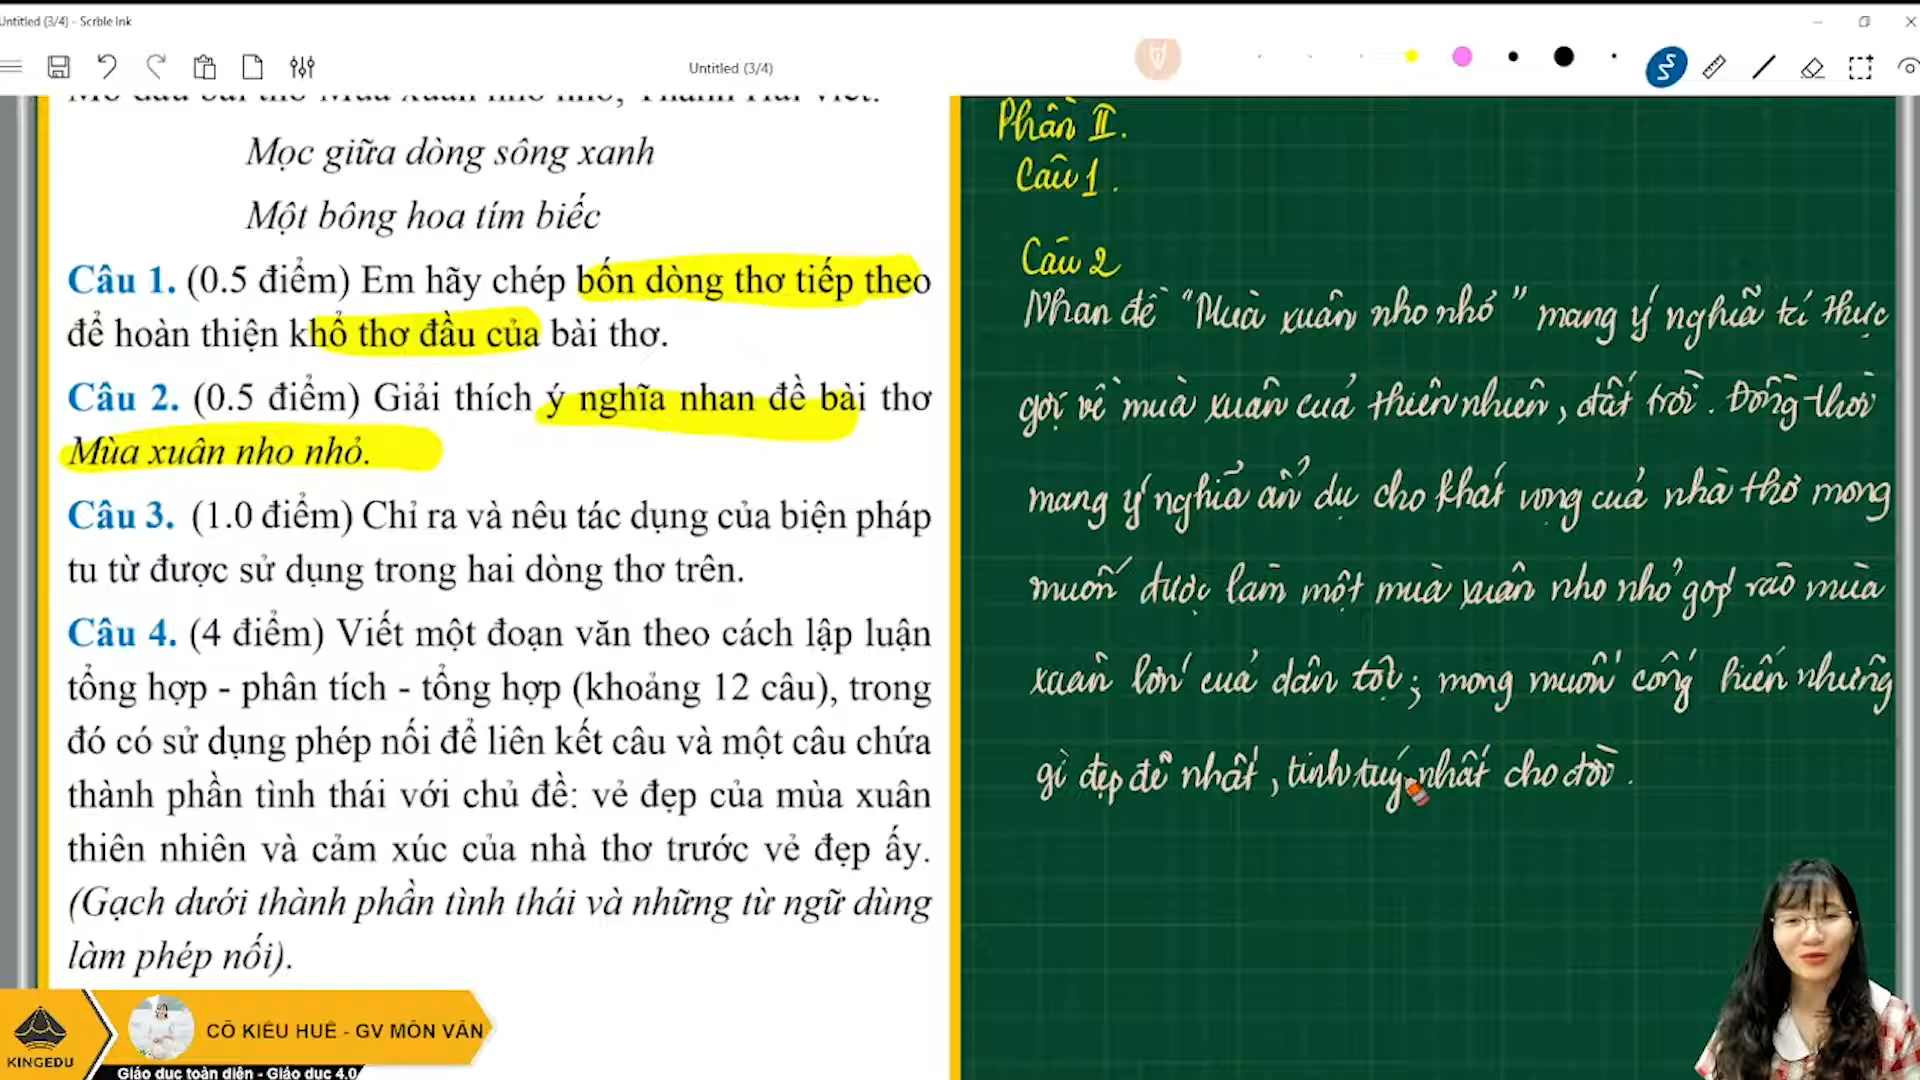 Untitled (3/4) - Scrble Ink
Untitled (3/4)
Mở đầu bài thơ Mùa xuân nho nhỏ, Thanh Hải viết:
Mọc giữa dòng sông xanh
Một bông hoa tím biếc
Câu 1. (0.5 điểm) Em hãy chép bốn dòng thơ tiếp theo
để hoàn thiện khổ thơ đầu của bài thơ.
Câu 2. (0.5 điểm) Giải thích ý nghĩa nhan đề bài thơ
Mùa xuân nho nhỏ.
Câu 3. (1.0 điểm) Chỉ ra và nêu tác dụng của biện pháp
tu từ được sử dụng trong hai dòng thơ trên.
Câu 4. (4 điểm) Viết một đoạn văn theo cách lập luận
tổng hợp - phân tích - tổng hợp (khoảng 12 câu), trong
đó có sử dụng phép nối để liên kết câu và một câu chứa
thành phần tình thái với chủ đề: vẻ đẹp của mùa xuân
thiên nhiên và cảm xúc của nhà thơ trước vẻ đẹp ấy.
(Gạch dưới thành phần tình thái và những từ ngữ dùng
làm phép nối).
Phần II.
Câu 1.
Câu 2
Nhan đề "Mùa xuân nho nhỏ" mang ý nghĩa tả thực
gợi về mùa xuân của thiên nhiên, đất trời. Đồng thời
mang ý nghĩa ẩn dụ cho khát vọng của nhà thơ mong
muốn được làm một mùa xuân nho nhỏ góp vào mùa
xuân lớn của dân tộc; mong muốn cống hiến những
gì đẹp đẽ nhất, tinh tuý nhất cho đời.
KINGEDU
CÔ KIỀU HUÊ - GV MÔN VĂN
Giáo dục toàn diện - Giáo dục 4.0